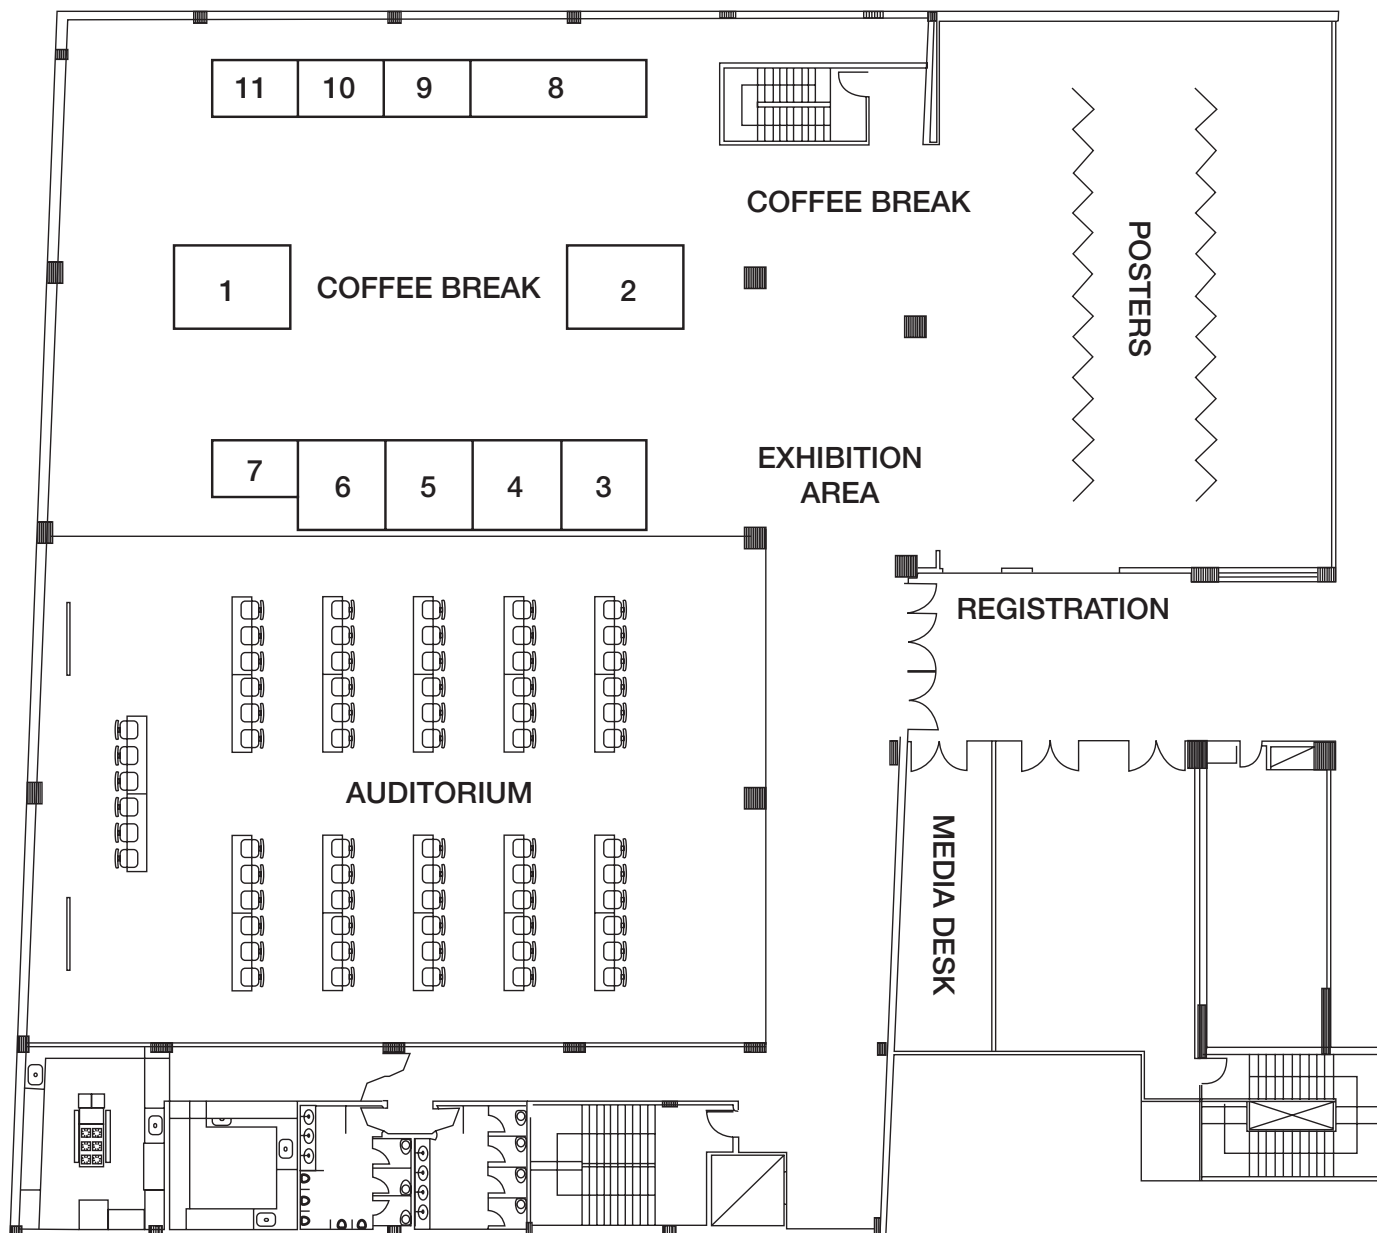 11
10
9
8
COFFEE BREAK
1
COFFEE BREAK
2
POSTERS
7
6
5
4
3
EXHIBITION
AREA
REGISTRATION
AUDITORIUM
MEDIA DESK